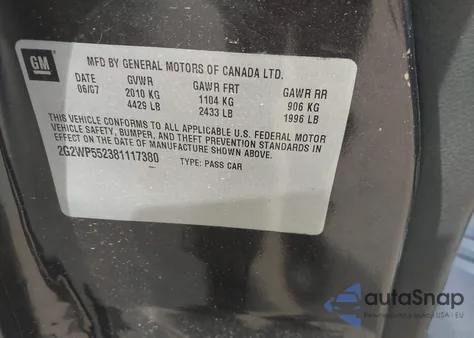 GM
MFD BY GENERAL MOTORS OF CANADA LTD.
DATE GVWR GAWR FRT GAWR RR
06/07 2010 KG 1104 KG 906 KG
4429 LB 2433 LB 1996 LB
THIS VEHICLE CONFORMS TO ALL APPLICABLE U.S. FEDERAL MOTOR
VEHICLE SAFETY, BUMPER, AND THEFT PREVENTION STANDARDS IN
EFFECT ON THE DATE OF MANUFACTURE SHOWN ABOVE.
2G2WP552381117380 TYPE: PASS CAR
autoSnap